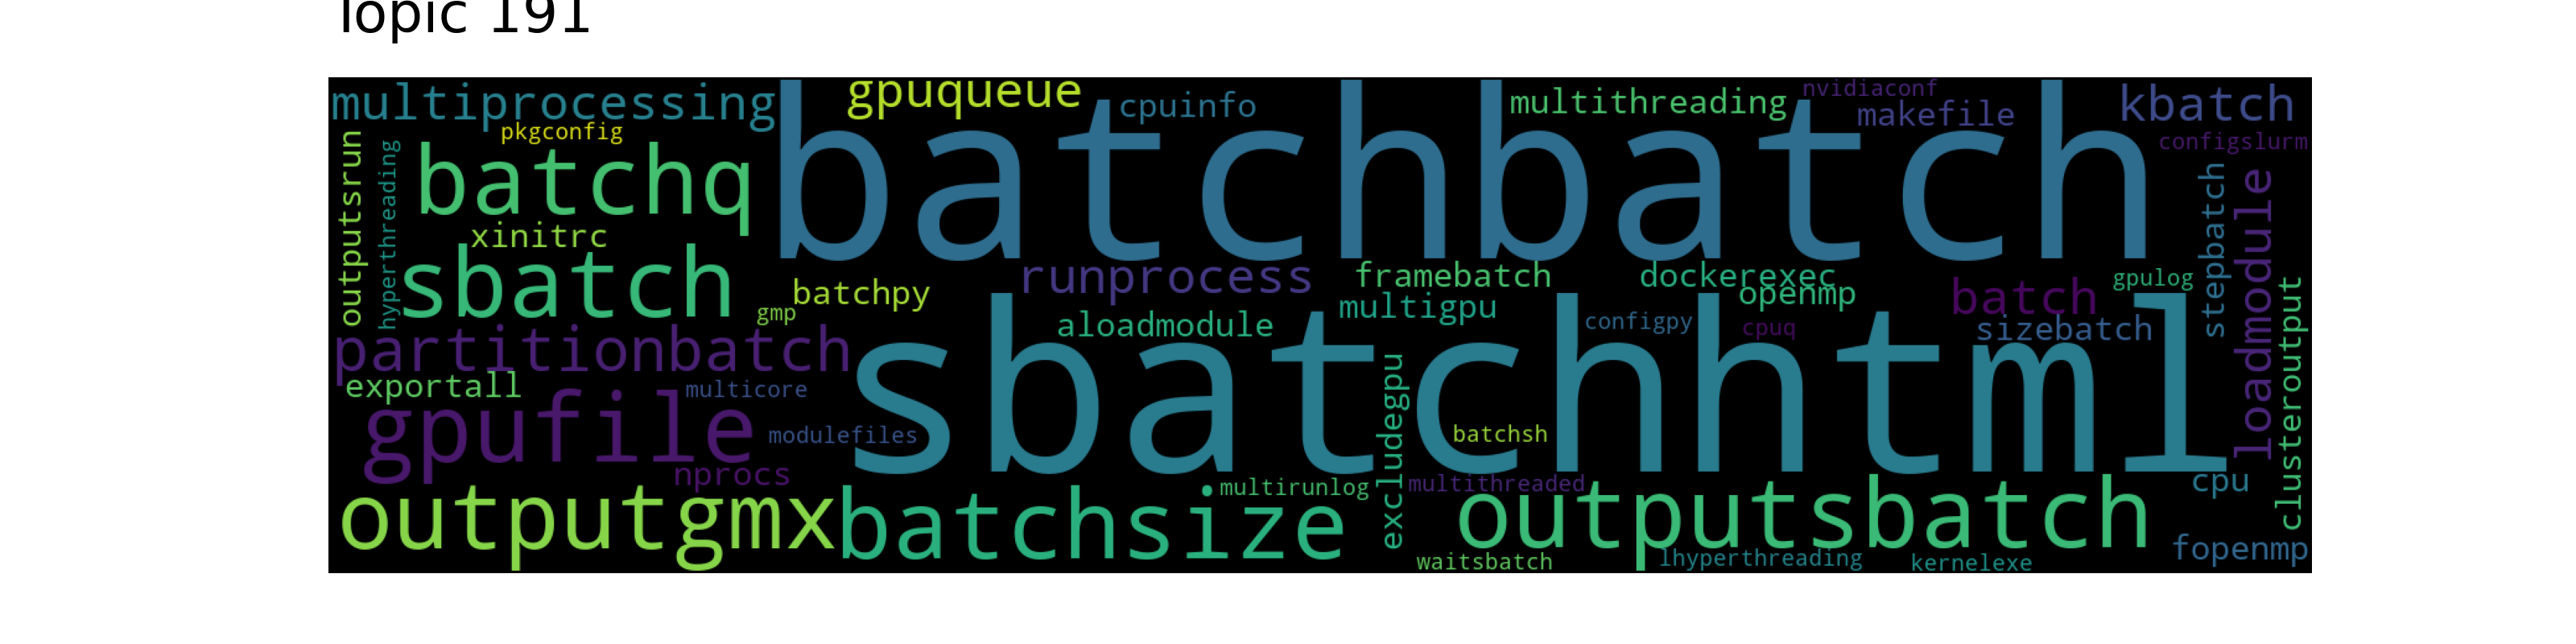 Topic 191
multiprocessing
gpuqueue
cpuinfo
multithreading
nvidiaconf
makefile
kbatch
pkgconfig
batchbatch
configslurm
outputsrun
hyperthreading
batchq
xinitrc
sbatch
stepbatch
loadmodule
runprocess
framebatch
dockerexec
batch
gpulog
batchpy
gmp
openmp
multigpu
aloadmodule
configpy
cpuq
sizebatch
clusteroutput
partitionbatch
sbatchhtml
exportall
multicore
excludegpu
gpufile
modulefiles
batchsh
nprocs
multirunlog
multithreaded
cpu
outputgmx
batchsize
outputsbatch
fopenmp
waitsbatch
lhyperthreading
kernelexe